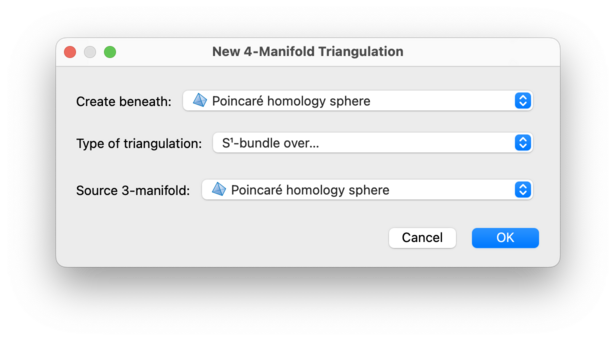 New 4-Manifold Triangulation
Create beneath: Poincaré homology sphere
Type of triangulation: S¹-bundle over...
Source 3-manifold: Poincaré homology sphere
Cancel OK